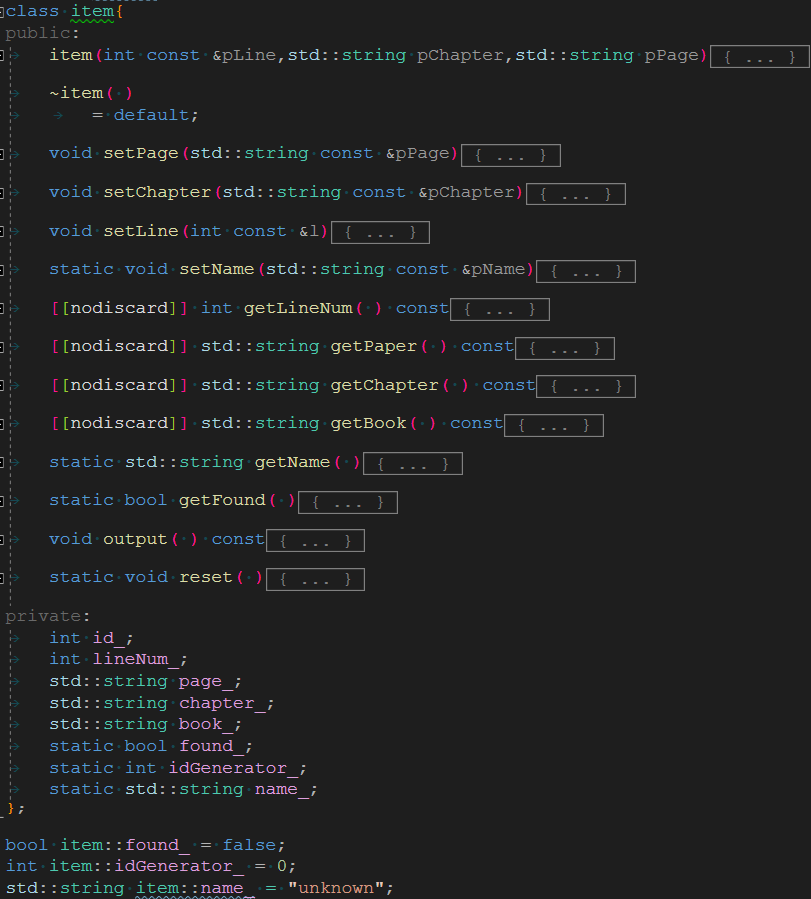 class item{
public:
item(int const &pLine,std::string pChapter,std::string pPage){ ... }
~item( )
= default;
void setPage(std::string const &pPage){ ... }
void setChapter(std::string const &pChapter){ ... }
void setLine(int const &l){ ... }
static void setName(std::string const &pName){ ... }
[[nodiscard]] int getLineNum( ) const{ ... }
[[nodiscard]] std::string getPaper( ) const{ ... }
[[nodiscard]] std::string getChapter( ) const{ ... }
[[nodiscard]] std::string getBook( ) const{ ... }
static std::string getName( ){ ... }
static bool getFound( ){ ... }
void output( ) const{ ... }
static void reset( ){ ... }
private:
int id_;
int lineNum_;
std::string page_;
std::string chapter_;
std::string book_;
static bool found_;
static int idGenerator_;
static std::string name_;
};
bool item::found_ = false;
int item::idGenerator_ = 0;
std::string item::name_ = "unknown";